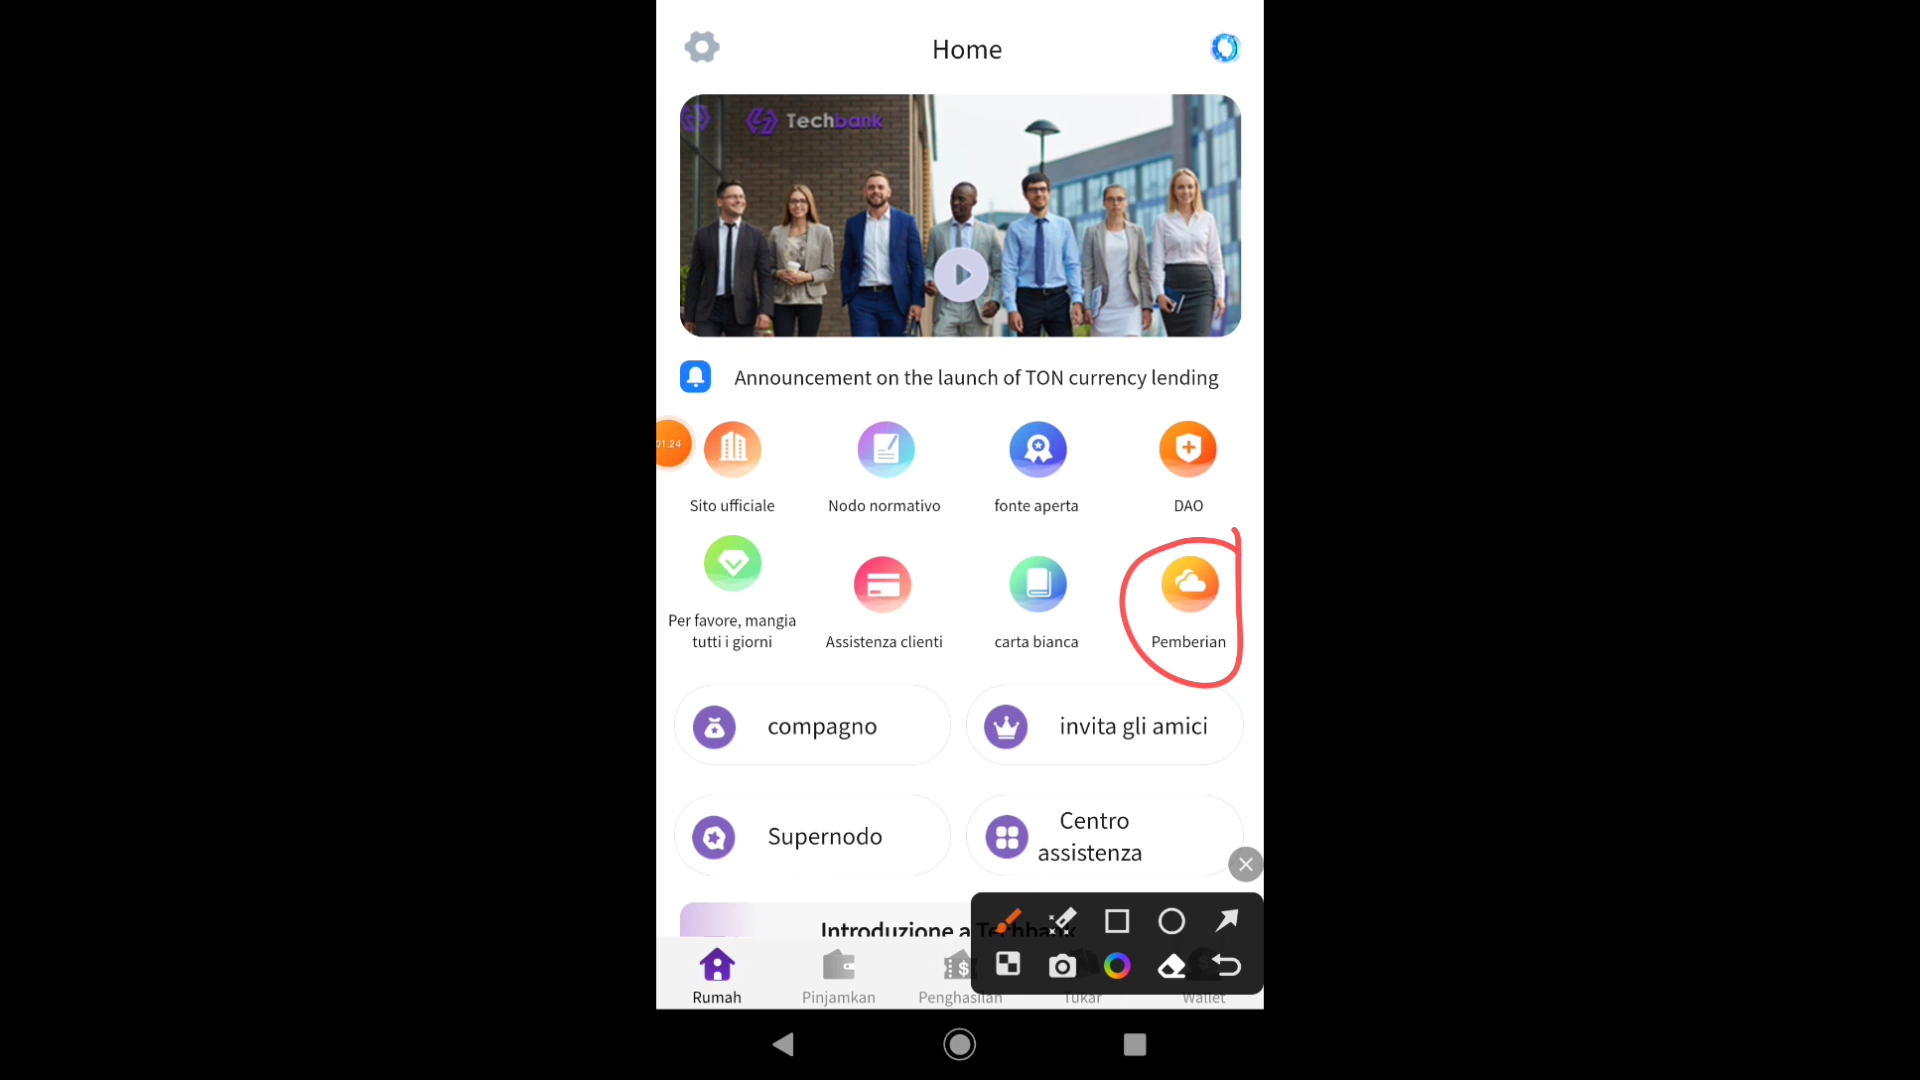 Home
Techbank
Announcement on the launch of TON currency lending
01.24
Sito ufficiale
Nodo normativo
fonte aperta
DAO
Per favore, mangia
tutti i giorni
Assistenza clienti
carta bianca
Pemberian
compagno
invita gli amici
Supernodo
Centro
assistenza
Introduzione a Techbank
Rumah
Pinjamkan
Penghasilan
Tukar
Wallet